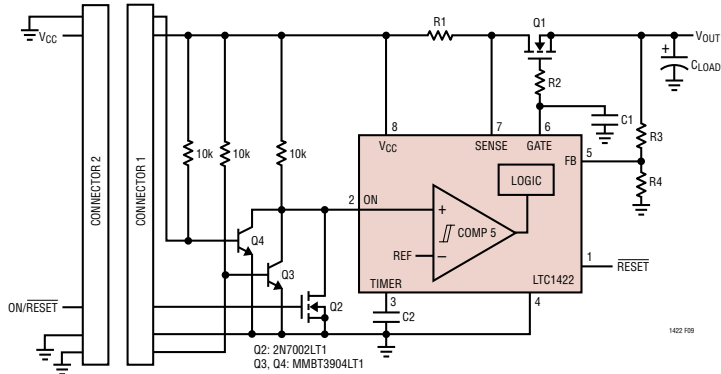 CONNECTOR 2
CONNECTOR 1
VCC
ON/RESET
R1
Q1
VOUT
+
CLOAD
R2
C1
R3
R4
10k
10k
10k
8
7
6
VCC
SENSE
GATE
FB
5
2
ON
LOGIC
+
COMP 5
REF
−
TIMER
LTC1422
1
RESET
3
4
C2
Q4
Q3
Q2
Q2: 2N7002LT1
Q3, Q4: MMBT3904LT1
1422 F09